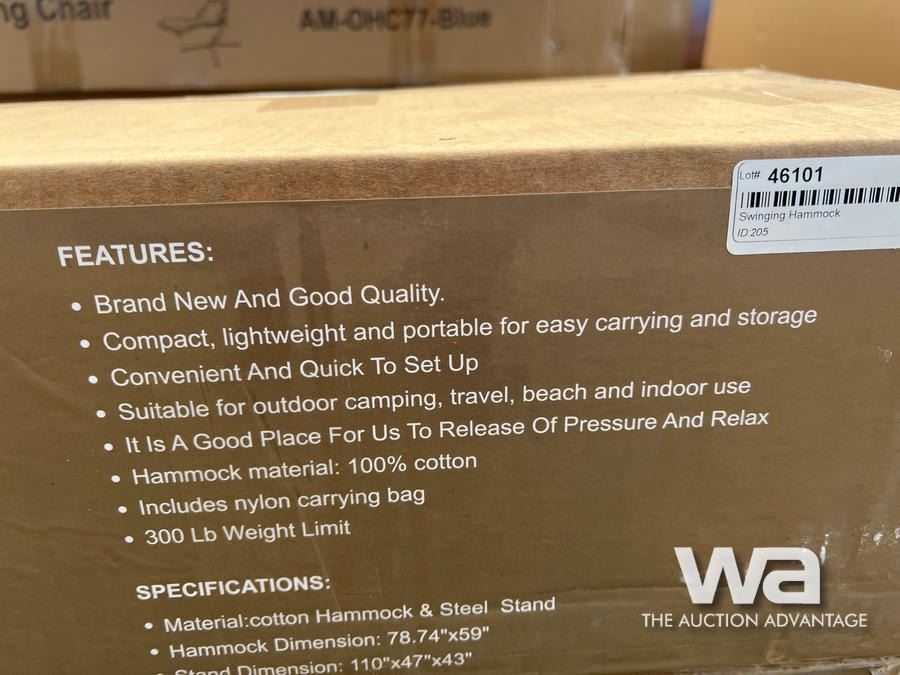 ng Chair
AM-OHC77-Blue
Lot#: 46101
Swinging Hammock
ID 205
FEATURES:
• Brand New And Good Quality.
• Compact, lightweight and portable for easy carrying and storage
• Convenient And Quick To Set Up
• Suitable for outdoor camping, travel, beach and indoor use
• It Is A Good Place For Us To Release Of Pressure And Relax
• Hammock material: 100% cotton
• Includes nylon carrying bag
• 300 Lb Weight Limit
SPECIFICATIONS:
• Material:cotton Hammock & Steel Stand
• Hammock Dimension: 78.74"x59"
• Stand Dimension: 110"x47"x43"
wa
THE AUCTION ADVANTAGE